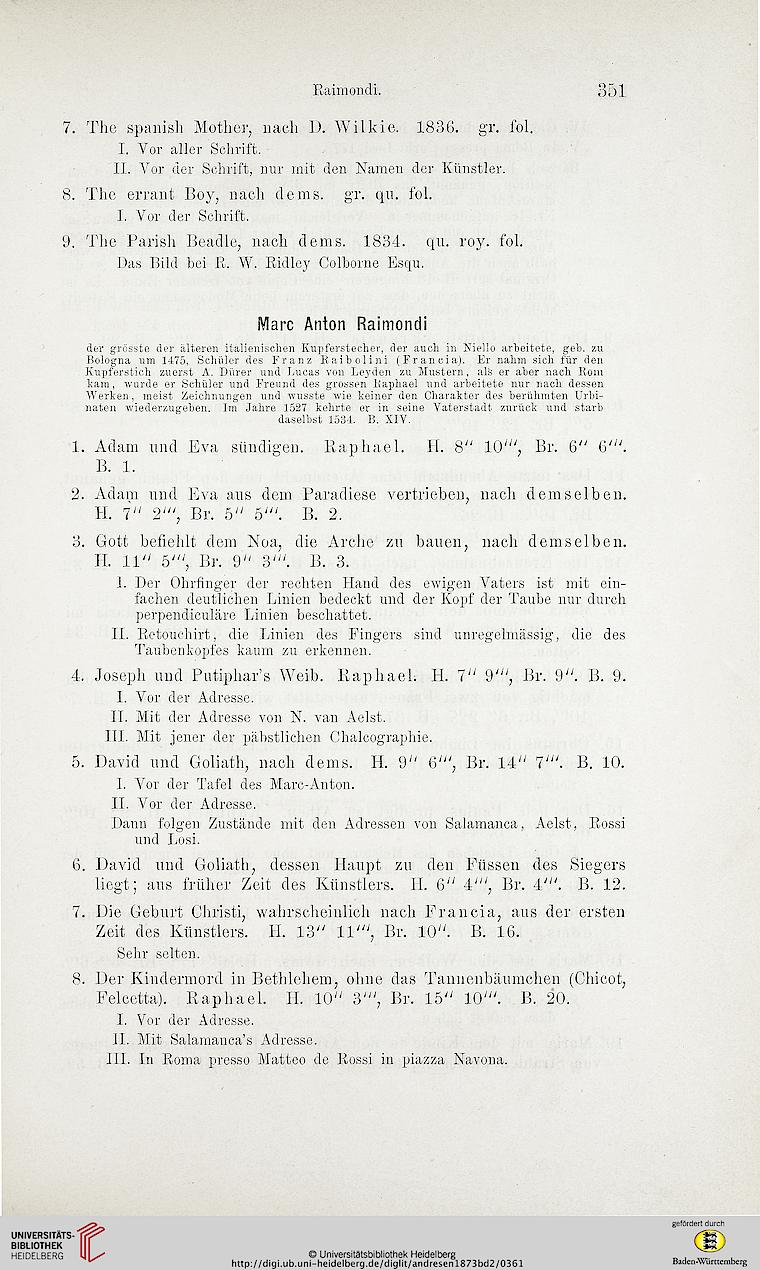 Raimondi. 351
7. The spanish Mother, nach D. Wilkie. 1836. gr. fol.
I. Vor aller Schrift.
II. Vor der Schrift, nur mit den Namen der Künstler.
8. The errant Boy, nach dems. gr. qu. fol.
I. Vor der Schrift.
9. The Parish Beadle, nach dems. 1834. qu. roy. fol.
Das Bild bei R. W. Ridley Colborne Esqu.
Marc Anton Raimondi
der grösste der älteren italienischen Kupferstecher, der auch in Niello arbeitete, geb. zu
Bologna um 1475, Schüler des Franz Raibolini (Francia). Er nahm sich für den
Kupferstich zuerst A. Dürer und Lucas von Leyden zu Mustern, als er aber nach Rom
kam, wurde er Schüler und Freund des grossen Raphael und arbeitete nur nach dessen
Werken, meist Zeichnungen und wusste wie keiner den Charakter des berühmten Urbi-
naten wiederzugeben. Im Jahre 1527 kehrte er in seine Vaterstadt zurück und starb
daselbst 1534. B. XIV.
1. Adam und Eva sündigen. Raphael. H. 8" 10"', Br. 6" 6"'.
B. 1.
2. Adam und Eva aus dem Paradiese vertrieben, nach demselben.
H. 7" 2"', Br. 5" 5"'. B. 2.
3. Gott befiehlt dem Noa, die Arche zu bauen, nach demselben.
H. 11" 5"', Br. 9" 3"'. B. 3.
I. Der Ohrfinger der rechten Hand des ewigen Vaters ist mit ein-
fachen deutlichen Linien bedeckt und der Kopf der Taube nur durch
perpendiculäre Linien beschattet.
II. Retouchirt, die Linien des Fingers sind unregelmässig, die des
Taubenkopfes kaum zu erkennen.
4. Joseph und Putiphar's Weib. Raphael. H. 7" 9"', Br. 9". B. 9.
I. Vor der Adresse.
II. Mit der Adresse von N. van Aelst.
III. Mit jener der päbstlichen Chalcographie.
5. David und Goliath, nach dems. H. 9" 6"', Br. 14" 7"'. B. 10.
I. Vor der Tafel des Marc-Anton.
II. Vor der Adresse.
Dann folgen Zustände mit den Adressen von Salamanca, Aelst, Rossi
und Losi.
6. David und Goliath, dessen Haupt zu den Füssen des Siegers
liegt; aus früher Zeit des Künstlers. H. 6" 4"', Br. 4"'. B. 12.
7. Die Geburt Christi, wahrscheinlich nach Francia, aus der ersten
Zeit des Künstlers. H. 13" 11"', Br. 10". B. 16.
Sehr selten.
8. Der Kindermord in Bethlehem, ohne das Tannenbäumchen (Chicot,
Felcetta). Raphael. H. 10" 3"', Br. 15" 10"'. B. 20.
I. Vor der Adresse.
II. Mit Salamanca's Adresse.
III. In Roma presso Matteo de Rossi in piazza Navona.
UNIVERSITÄTS-
BIBLIOTHEK
HEIDELBERG
© Universitätsbibliothek Heidelberg
http://digi.ub.uni-heidelberg.de/diglit/andresen1873bd2/0361
gefördert durch
Baden-Württemberg